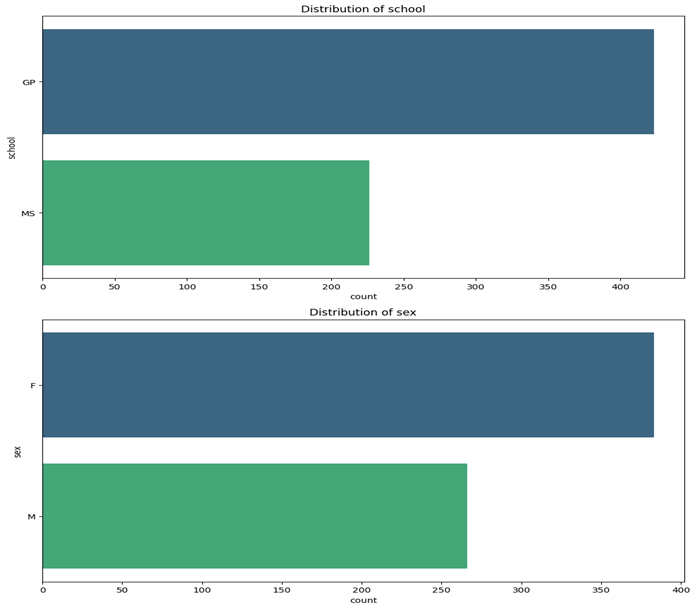 Distribution of school
GP
school
MS
0 50 100 150 200 250 300 350 400
count
Distribution of sex
F
sex
M
0 50 100 150 200 250 300 350 400
count